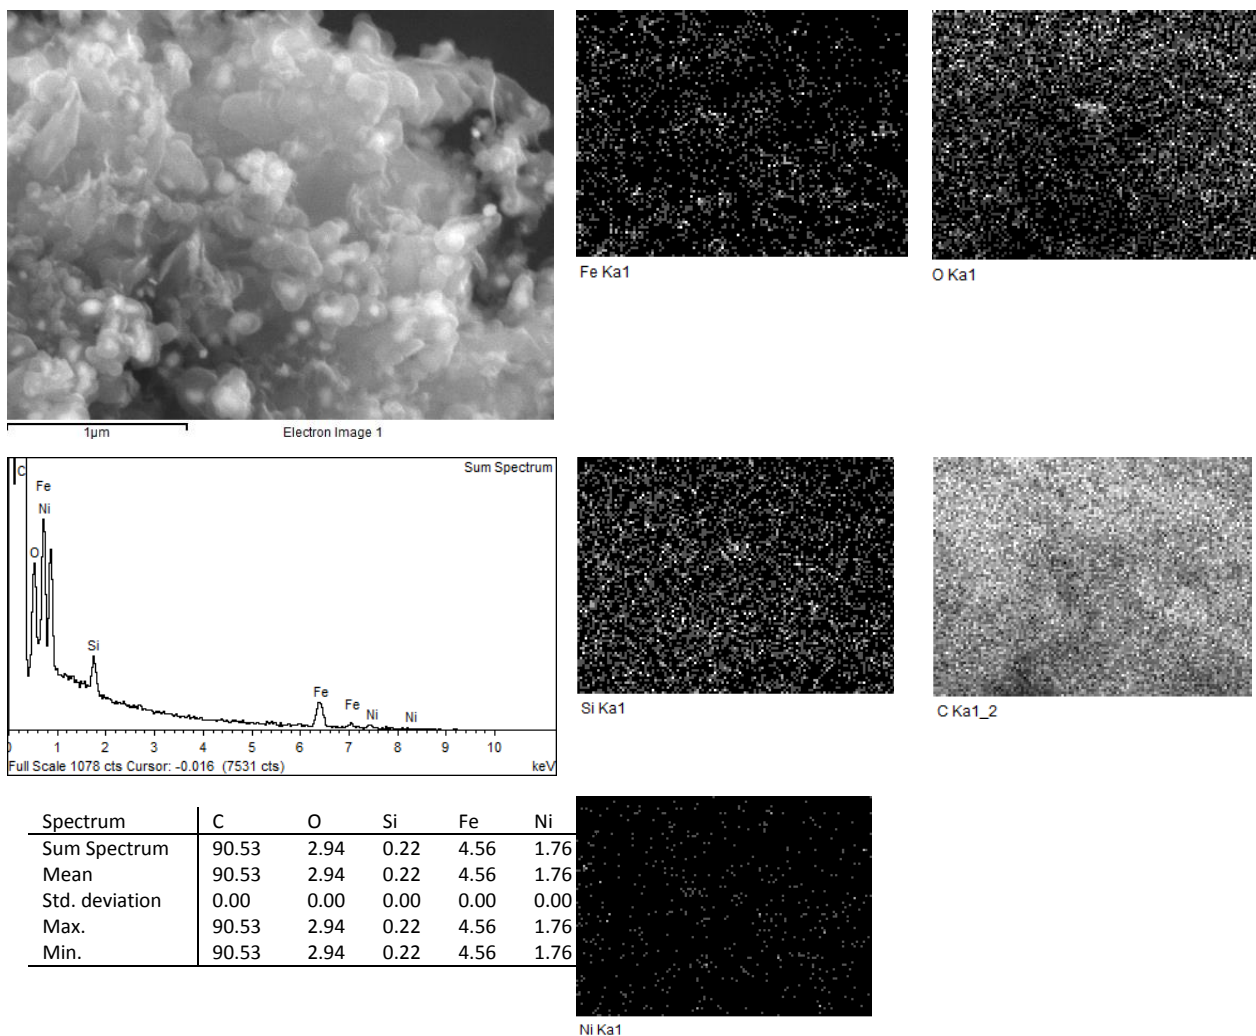 Fe Ka1
O Ka1
1µm
Electron Image 1
C
Sum Spectrum
Fe
Ni
O
Si
Fe
Fe
Ni
Ni
0 1 2 3 4 5 6 7 8 9 10
Full Scale 1078 cts Cursor: -0.016 (7531 cts)
keV
Si Ka1
C Ka1_2
Spectrum C O Si Fe Ni
Sum Spectrum 90.53 2.94 0.22 4.56 1.76
Mean 90.53 2.94 0.22 4.56 1.76
Std. deviation 0.00 0.00 0.00 0.00 0.00
Max. 90.53 2.94 0.22 4.56 1.76
Min. 90.53 2.94 0.22 4.56 1.76
Ni Ka1